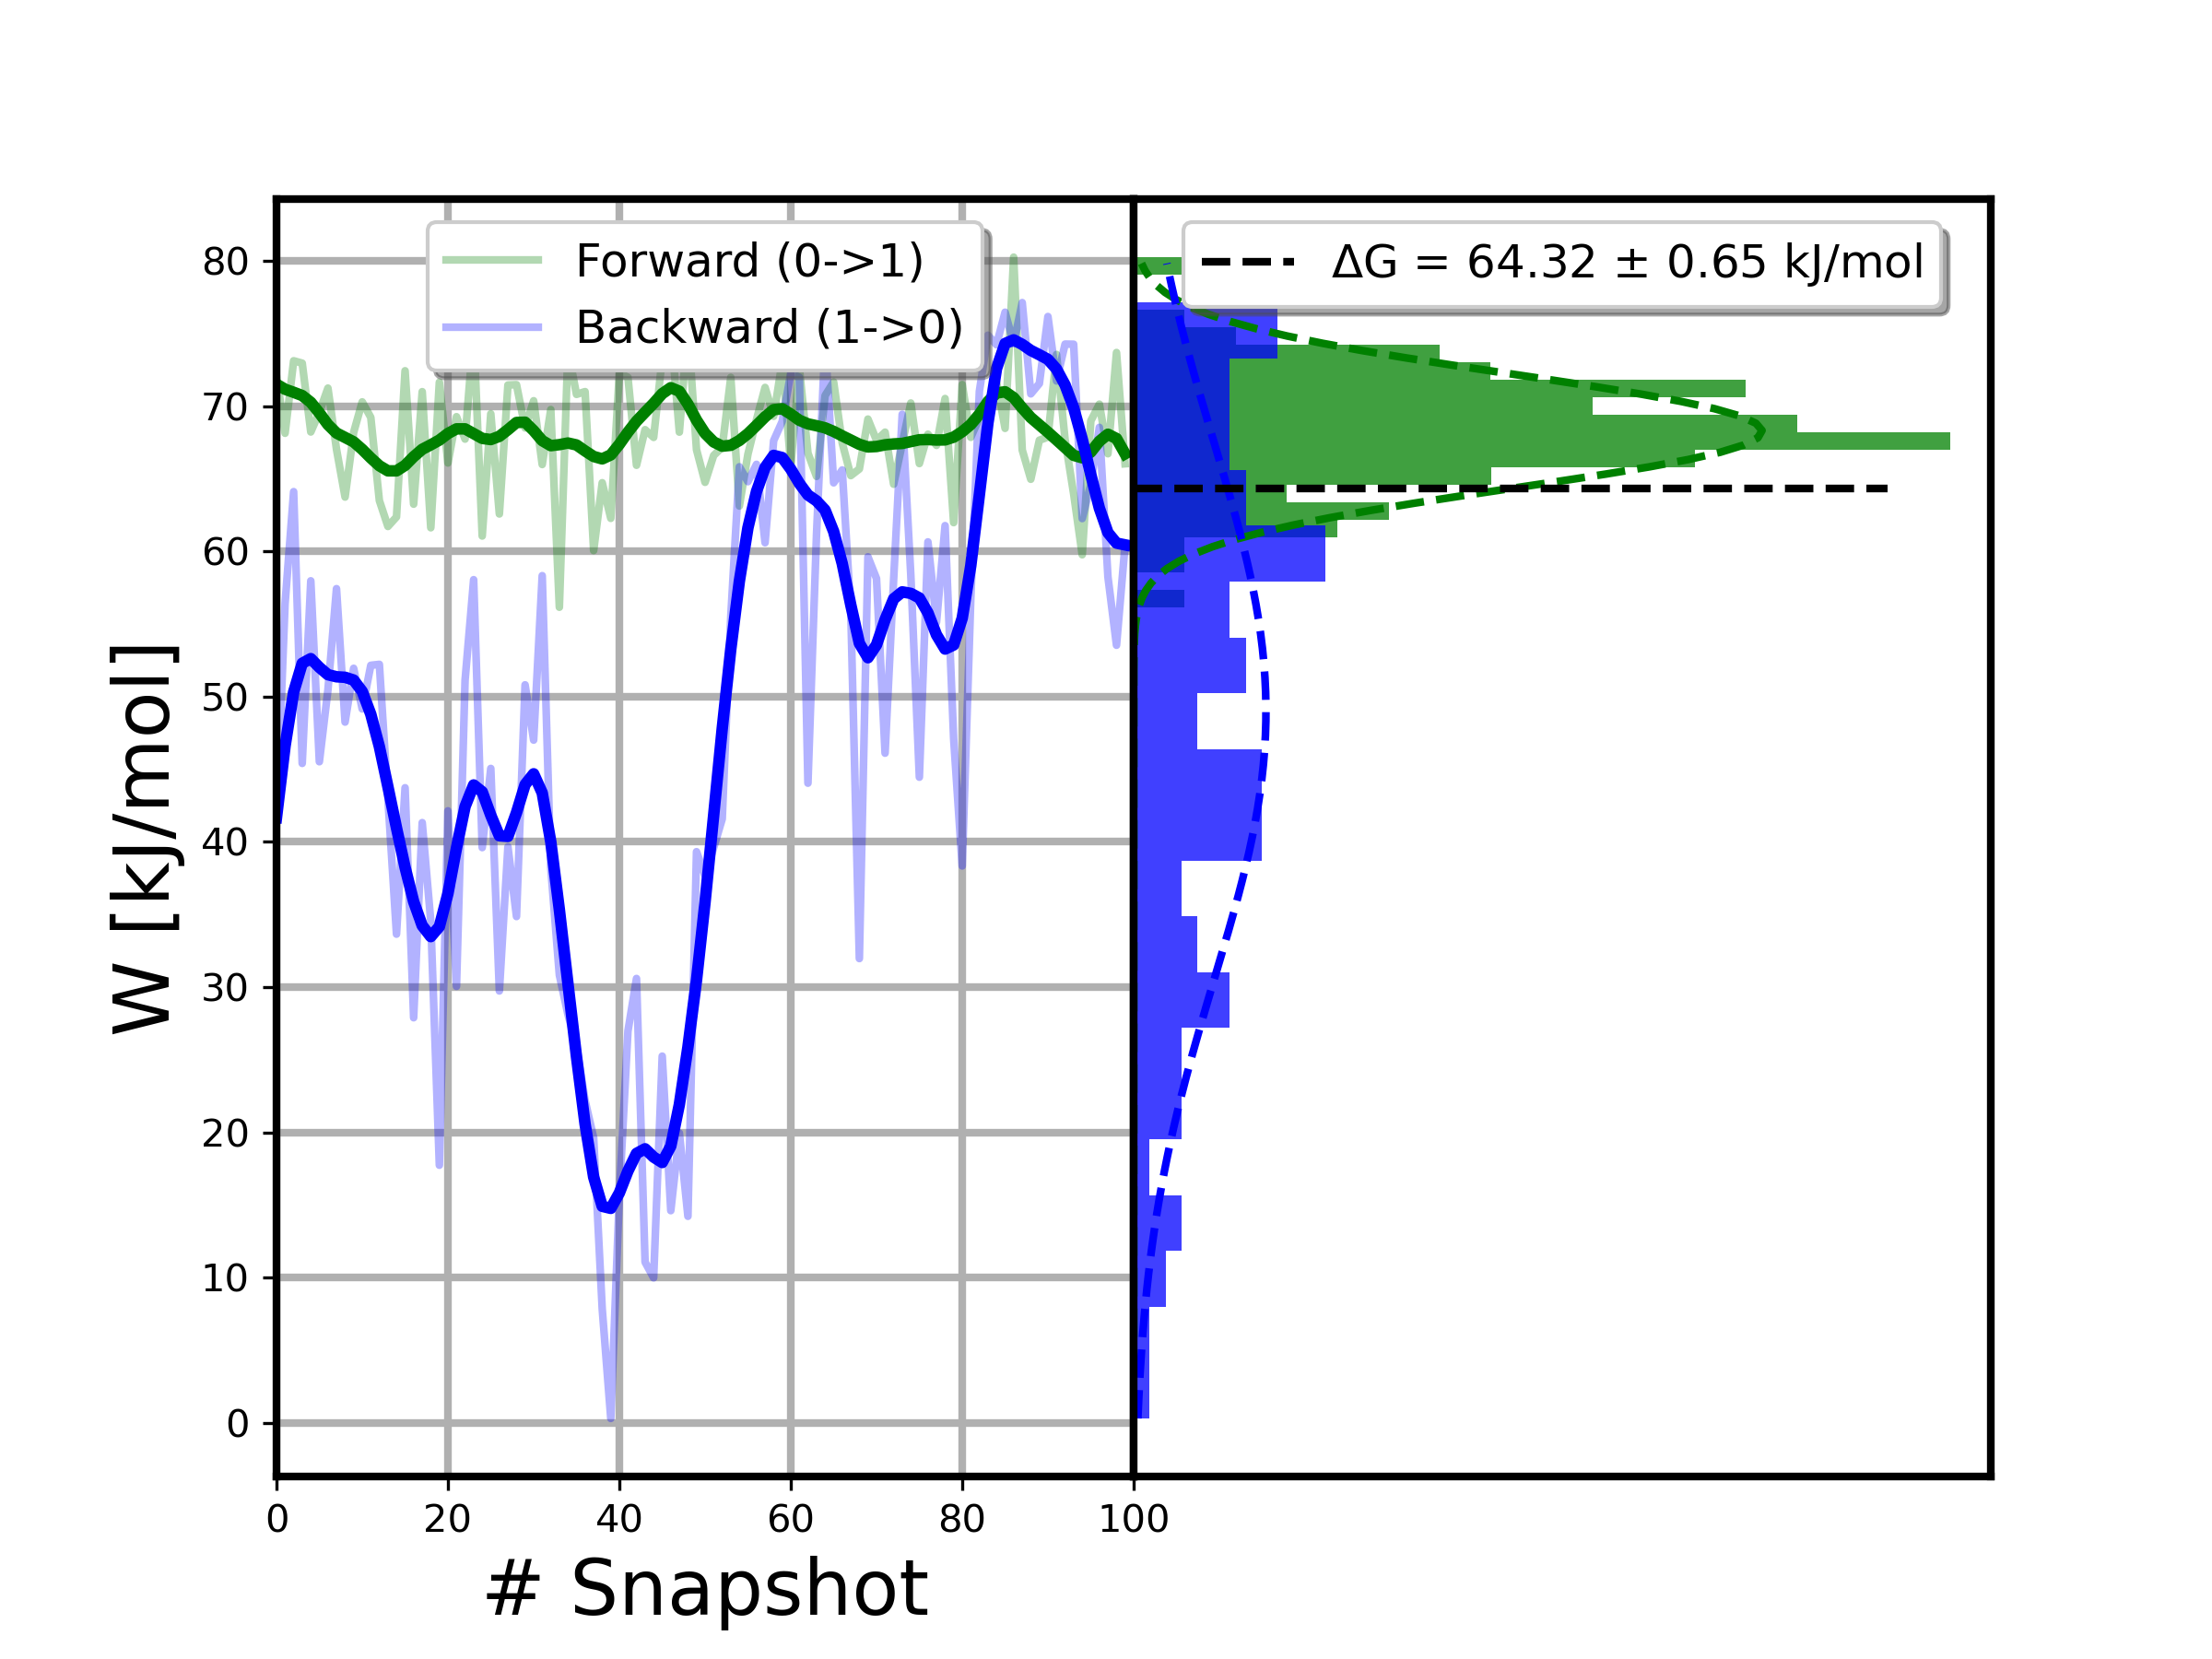 Forward (0->1)
Backward (1->0)
ΔG = 64.32 ± 0.65 kJ/mol
W [kJ/mol]
80
70
60
50
40
30
20
10
0
0 20 40 60 80 100
# Snapshot